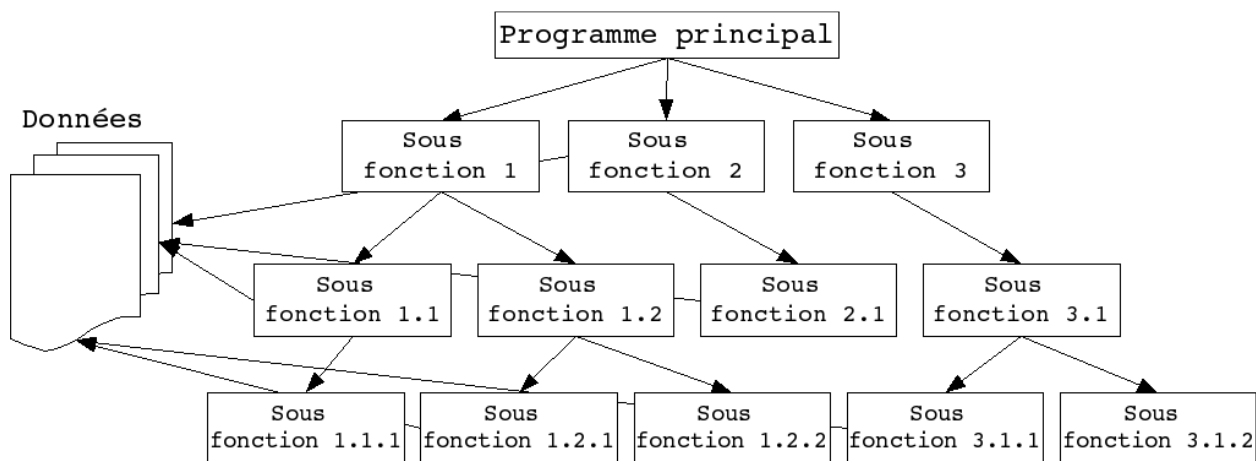 Programme principal
Données
Sous
fonction 1
Sous
fonction 2
Sous
fonction 3
Sous
fonction 1.1
Sous
fonction 1.2
Sous
fonction 2.1
Sous
fonction 3.1
Sous
fonction 1.1.1
Sous
fonction 1.2.1
Sous
fonction 1.2.2
Sous
fonction 3.1.1
Sous
fonction 3.1.2